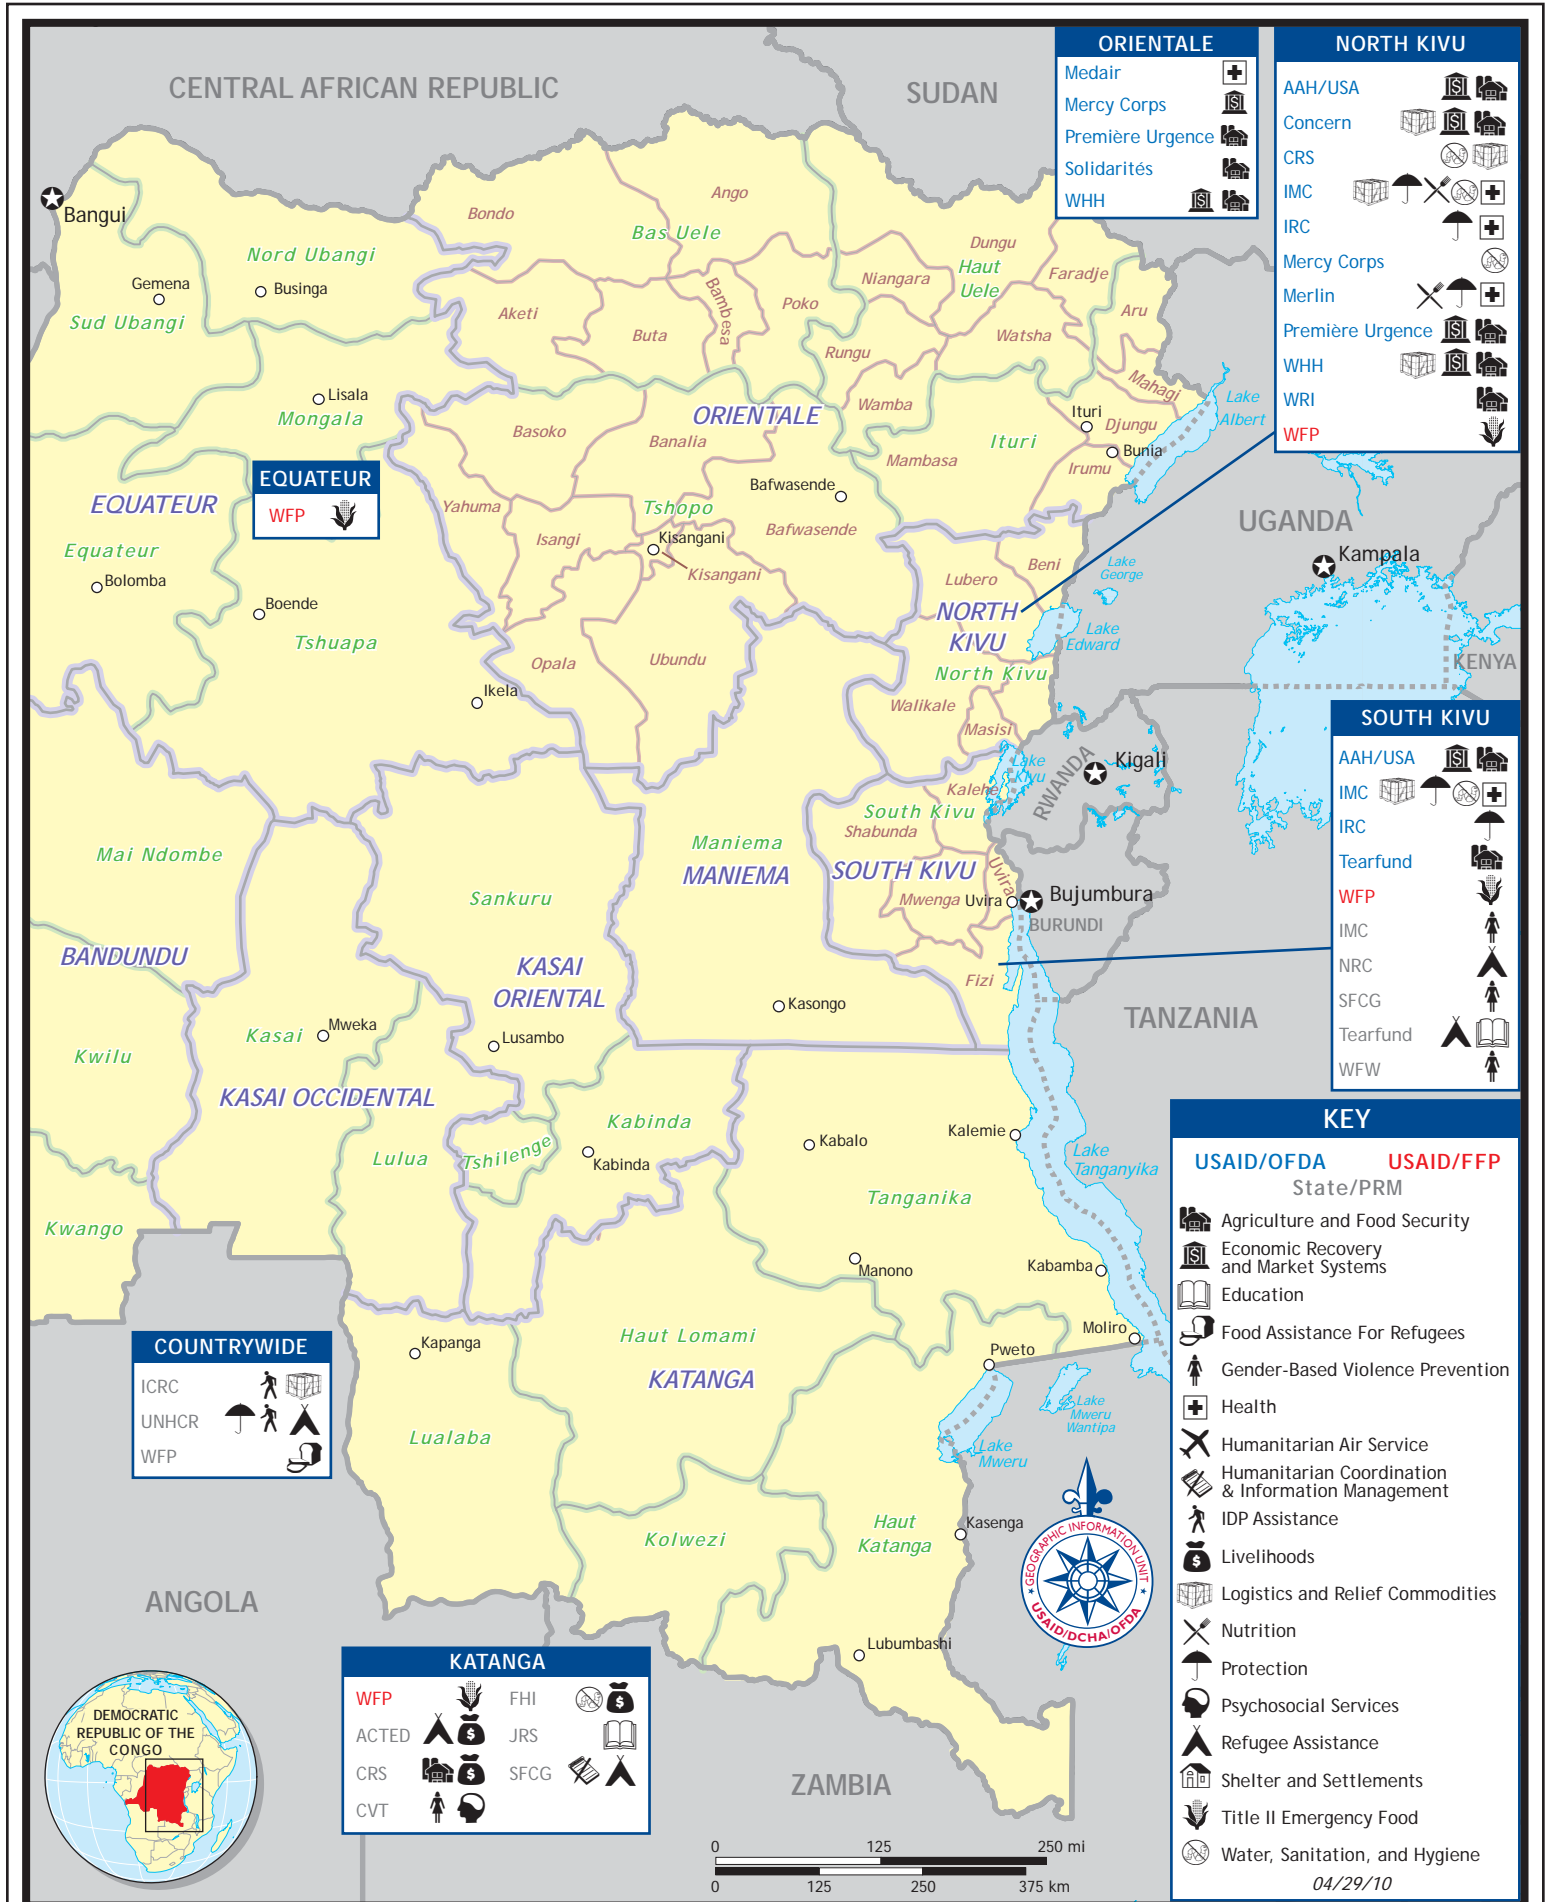 CENTRAL AFRICAN REPUBLIC
SUDAN
ORIENTALE
Medair
Mercy Corps
Première Urgence
Solidarités
WHH
NORTH KIVU
AAH/USA
Concern
CRS
IMC
IRC
Mercy Corps
Merlin
Première Urgence
WHH
WRI
WFP
Bangui
Bondo
Ango
Bas Uele
Nord Ubangi
Gemena
Businga
Sud Ubangi
Dungu
Haut
Uele
Faradje
Niangara
Aketi
Buta
Bambesa
Poko
Aru
Watsha
Rungu
Mahagi
Lisala
Mongala
ORIENTALE
Wamba
Ituri
Djungu
Lake
Albert
Basoko
Banalia
Ituri
Bunia
Mambasa
Irumu
EQUATEUR
WFP
EQUATEUR
Bafwasende
Yahuma
Tshopo
Bafwasende
Isangi
Kisangani
Kisangani
UGANDA
Kampala
Equateur
Bolomba
Boende
Tshuapa
Beni
Lubero
Lake
George
NORTH
KIVU
Lake
Edward
KENYA
Opala
Ubundu
North Kivu
Ikela
Walikale
Masisi
Lake
Kivu
RWANDA
Kigali
SOUTH KIVU
AAH/USA
IMC
IRC
Tearfund
WFP
IMC
NRC
SFCG
Tearfund
WFW
Kalehe
South Kivu
Shabunda
Mai Ndombe
Maniema
MANIEMA
SOUTH KIVU
Uvira
Sankuru
Mwenga
Uvira
Bujumbura
BURUNDI
BANDUNDU
KASAI
ORIENTAL
Fizi
Kasongo
TANZANIA
Kasai
Mweka
Lusambo
Kwilu
KASAI OCCIDENTAL
Kabinda
Kabalo
Kalemie
Lulua
Tshilenge
Kabinda
Lake
Tanganyika
Tanganika
Kwango
Manono
Kabamba
Moliro
Pweto
COUNTRYWIDE
ICRC
UNHCR
WFP
Kapanga
Haut Lomami
KATANGA
Lualaba
Lake
Mweru
Wantipa
Lake
Mweru
Kolwezi
Haut
Katanga
Kasenga
ANGOLA
Lubumbashi
GEOGRAPHIC INFORMATION UNIT
USAID/DCHA/OFDA
KATANGA
WFP
FHI
ACTED
JRS
CRS
SFCG
CVT
ZAMBIA
DEMOCRATIC
REPUBLIC OF THE
CONGO
0 125 250 mi
0 125 250 375 km
KEY
USAID/OFDA USAID/FFP
State/PRM
Agriculture and Food Security
Economic Recovery
and Market Systems
Education
Food Assistance For Refugees
Gender-Based Violence Prevention
Health
Humanitarian Air Service
Humanitarian Coordination
& Information Management
IDP Assistance
Livelihoods
Logistics and Relief Commodities
Nutrition
Protection
Psychosocial Services
Refugee Assistance
Shelter and Settlements
Title II Emergency Food
Water, Sanitation, and Hygiene
04/29/10